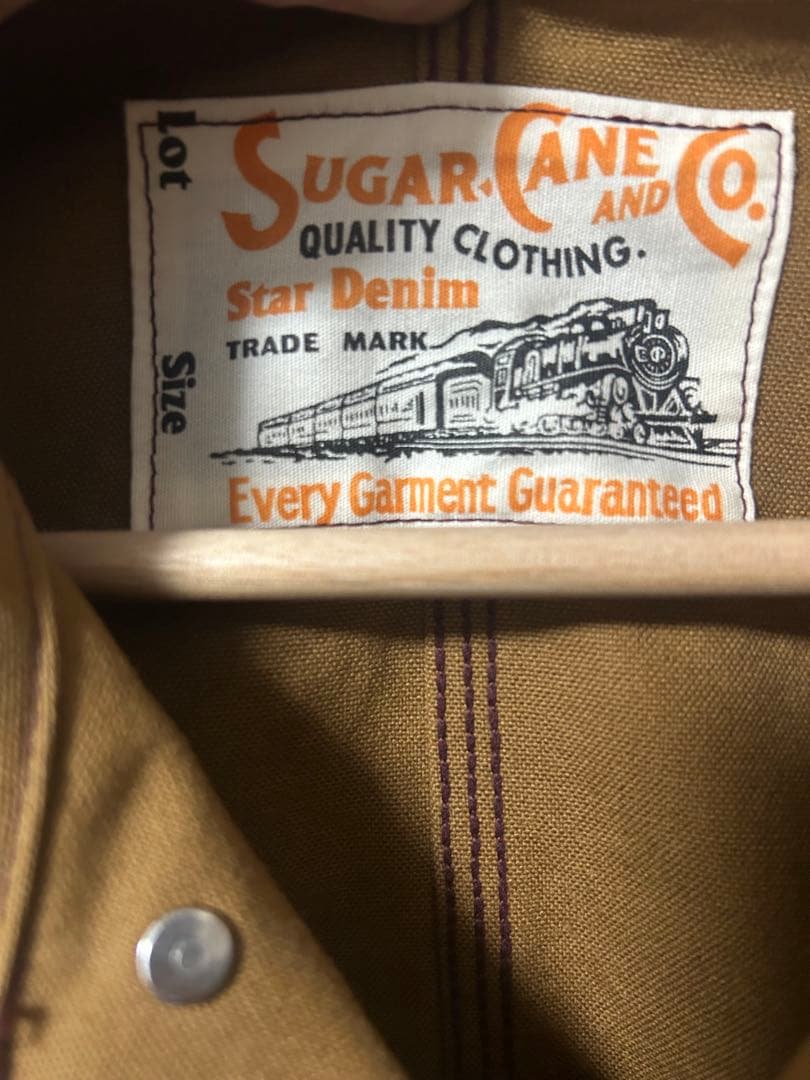 Lot
Size
SUGAR CANE AND CO.
QUALITY CLOTHING.
Star Denim
TRADE MARK
Every Garment Guaranteed